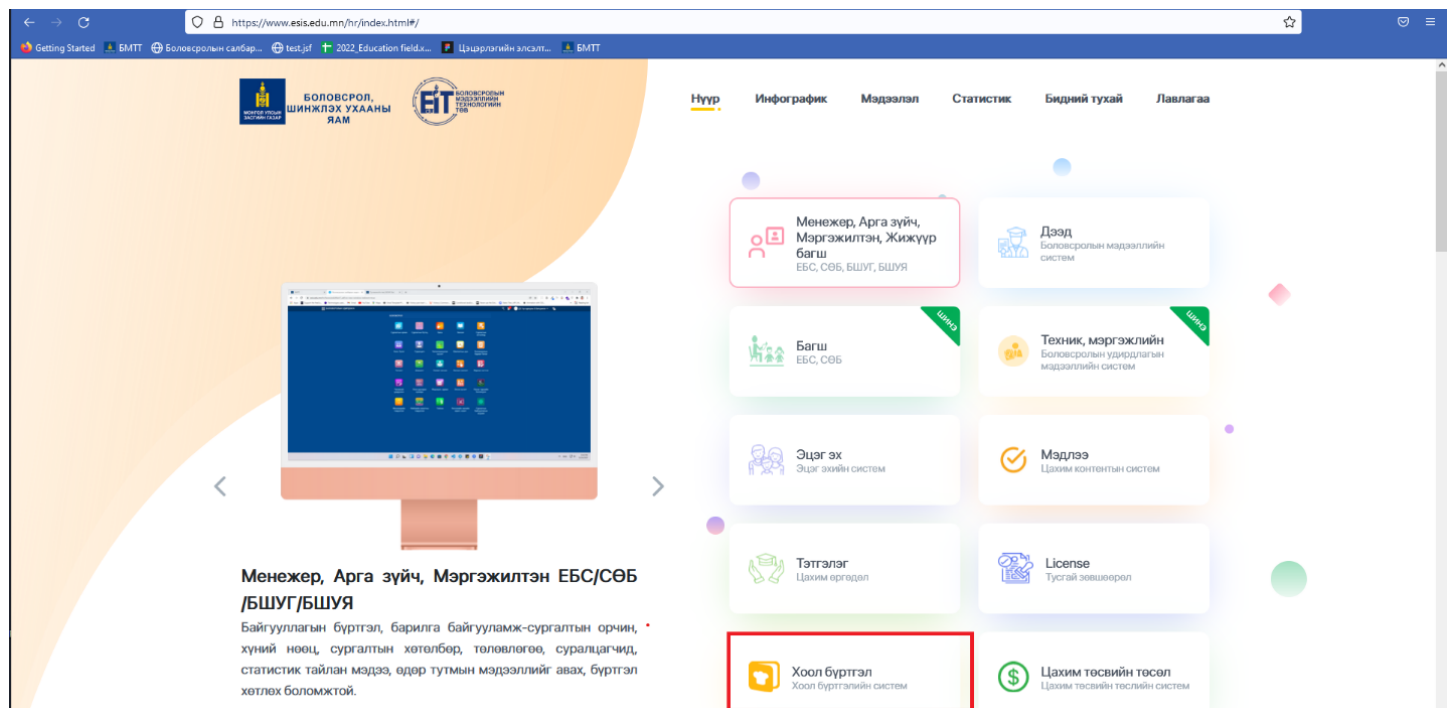 https://www.esis.edu.mn/hr/index.html#/
Getting Started БМТТ Боловсролын салбар... test.jsf 2022_Education field.x... Цэцэрлэгийн элсэлт... БМТТ
МОНГОЛ УЛСЫН
ЗАСГИЙН ГАЗАР
БОЛОВСРОЛ,
ШИНЖЛЭХ УХААНЫ
ЯАМ
EIT
БОЛОВСРОЛЫН
МЭДЭЭЛЛИЙН
ТЕХНОЛОГИЙН
ТӨВ
Нүүр Инфографик Мэдээлэл Статистик Бидний тухай Лавлагаа
Менежер, Арга зүйч,
Мэргэжилтэн, Жижүүр
багш
ЕБС, СӨБ, БШУГ, БШУЯ
Дээд
Боловсролын мэдээллийн
систем
Багш
ЕБС, СӨБ
ШИНЭ
Техник, мэргэжлийн
Боловсролын удирдлагын
мэдээллийн систем
ШИНЭ
Эцэг эх
Эцэг эхийн систем
Мэдлээ
Цахим контентын систем
Тэтгэлэг
Цахим өргөдөл
License
Тусгай зөвшөөрөл
Хоол бүртгэл
Хоол бүртгэлийн систем
Цахим төсвийн төсөл
Цахим төсвийн төслийн систем
Менежер, Арга зүйч, Мэргэжилтэн ЕБС/СӨБ
/БШУГ/БШУЯ
Байгууллагын бүртгэл, барилга байгууламж-сургалтын орчин,
хүний нөөц, сургалтын хөтөлбөр, төлөвлөгөө, суралцагчид,
статистик тайлан мэдээ, өдөр тутмын мэдээллийг авах, бүртгэл
хөтлөх боломжтой.